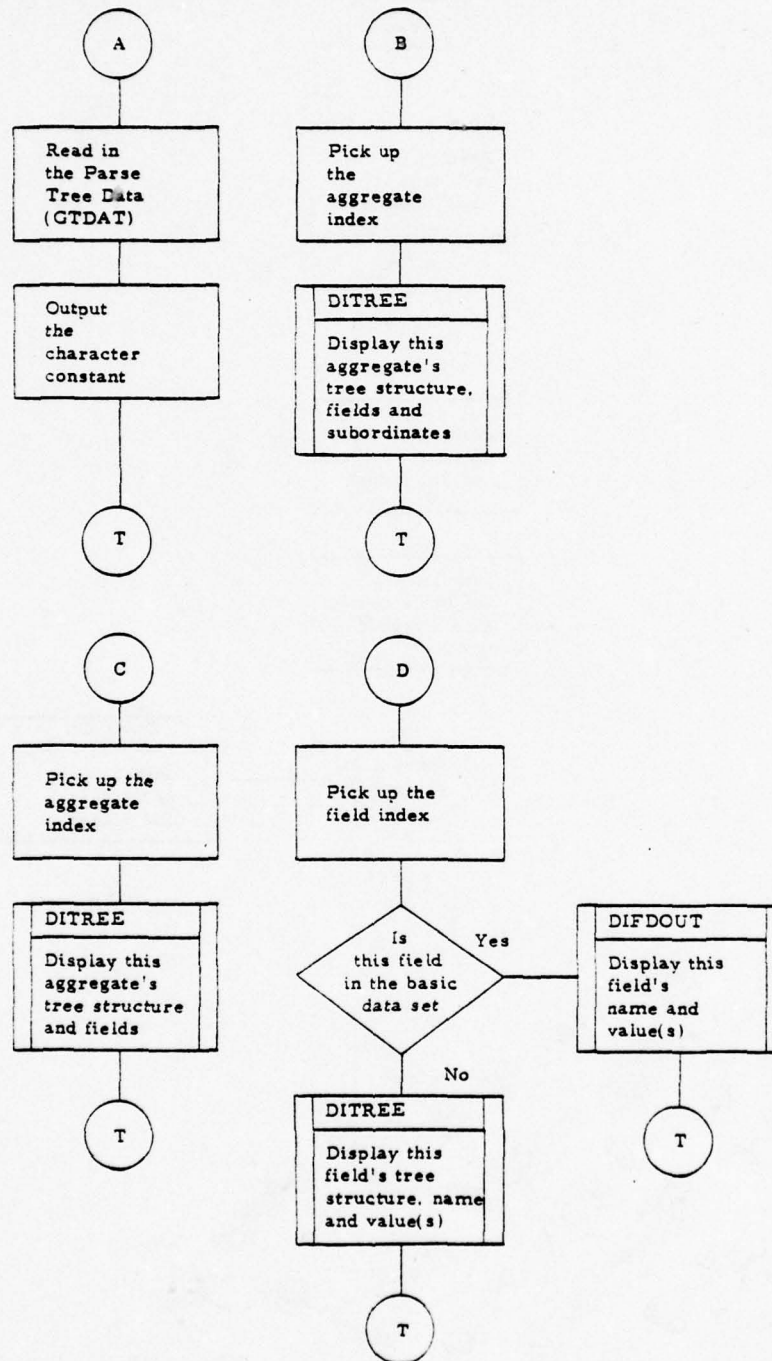 A
Read in
the Parse
Tree Data
(GTDAT)
Output
the
character
constant
T
B
Pick up
the
aggregate
index
DITREE
Display this
aggregate's
tree structure,
fields and
subordinates
T
C
Pick up the
aggregate
index
DITREE
Display this
aggregate's
tree structure
and fields
T
D
Pick up the
field index
Is
this field
in the basic
data set
Yes
DIFDOUT
Display this
field's
name and
value(s)
T
No
DITREE
Display this
field's tree
structure, name
and value(s)
T